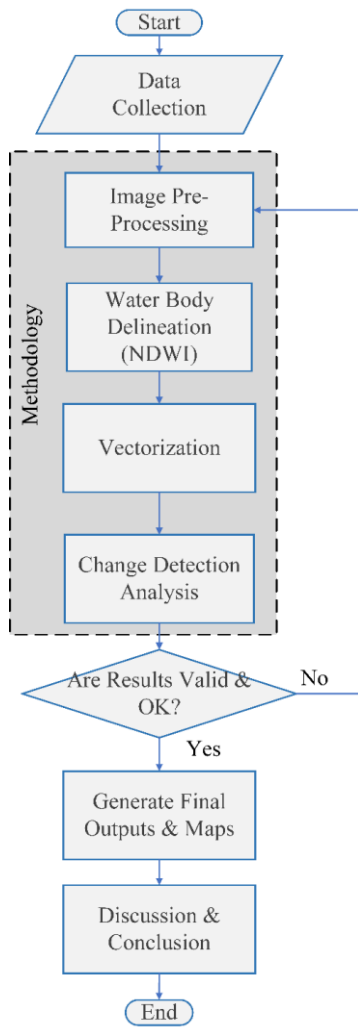 Start
Data
Collection
Image Pre-
Processing
Water Body
Delineation
(NDWI)
Methodology
Vectorization
Change Detection
Analysis
Are Results Valid &
OK?
No
Yes
Generate Final
Outputs & Maps
Discussion &
Conclusion
End